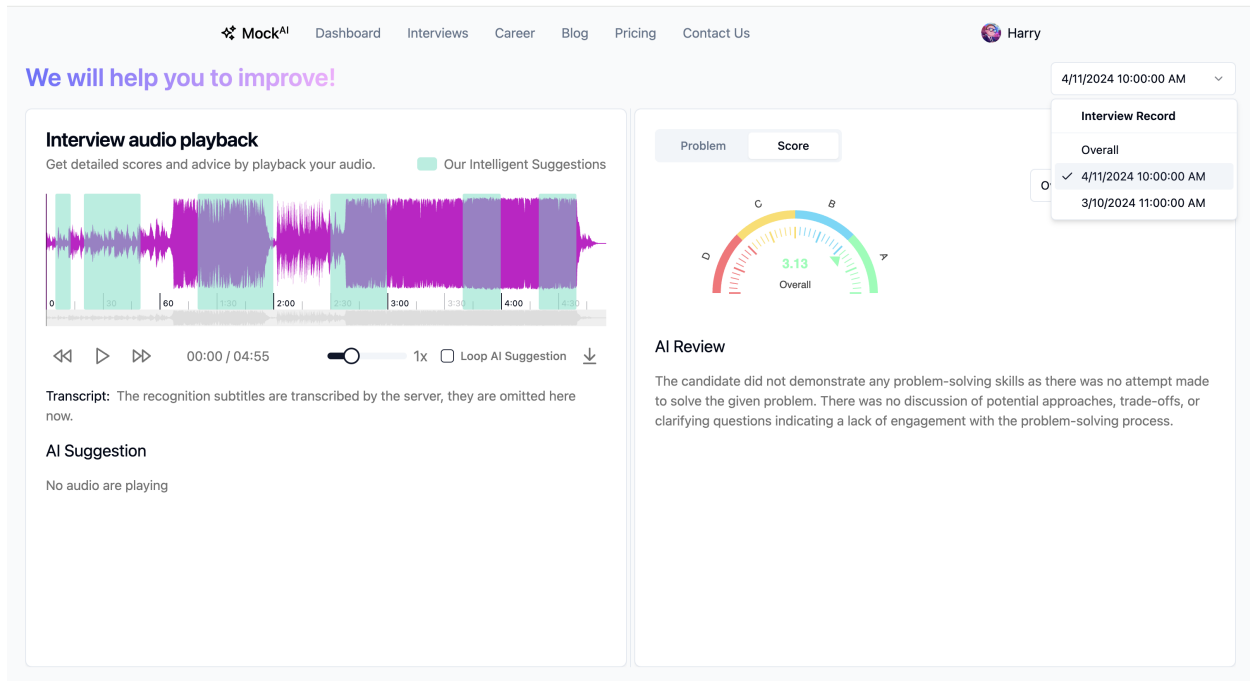 MockAI
Dashboard
Interviews
Career
Blog
Pricing
Contact Us
Harry
We will help you to improve!
4/11/2024 10:00:00 AM
Interview Record
Overall
4/11/2024 10:00:00 AM
3/10/2024 11:00:00 AM
Interview audio playback
Get detailed scores and advice by playback your audio.
Our Intelligent Suggestions
0 30 60 1:30 2:00 2:30 3:00 3:30 4:00 4:30
00:00 / 04:55
1x
Loop AI Suggestion
Transcript: The recognition subtitles are transcribed by the server, they are omitted here
now.
AI Suggestion
No audio are playing
Problem
Score
D
C
B
A
3.13
Overall
AI Review
The candidate did not demonstrate any problem-solving skills as there was no attempt made
to solve the given problem. There was no discussion of potential approaches, trade-offs, or
clarifying questions indicating a lack of engagement with the problem-solving process.